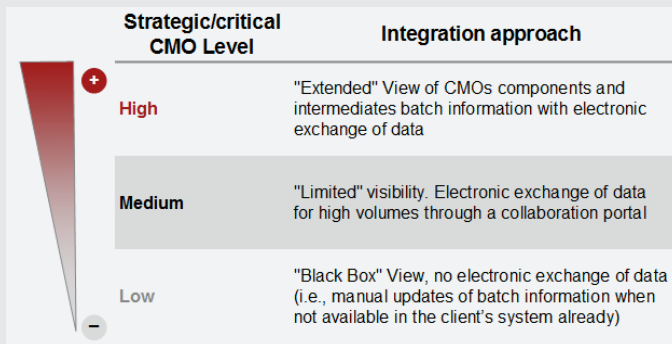 Strategic/critical
CMO Level
Integration approach
+
High
"Extended" View of CMOs components and
intermediates batch information with electronic
exchange of data
Medium
"Limited" visibility. Electronic exchange of data
for high volumes through a collaboration portal
Low
"Black Box" View, no electronic exchange of data
(i.e., manual updates of batch information when
not available in the client's system already)
−